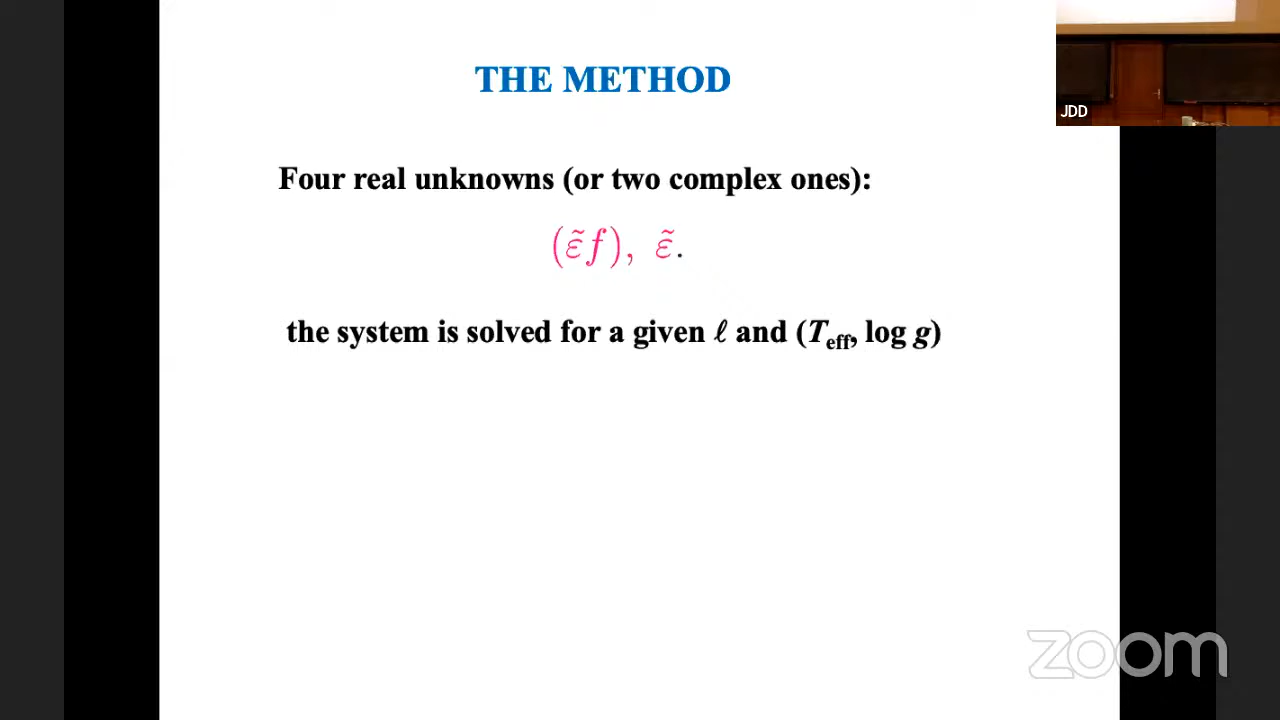 THE METHOD
JDD
Four real unknowns (or two complex ones):
(ε̃f), ε̃.
the system is solved for a given ℓ and (T_eff, log g)
zoom